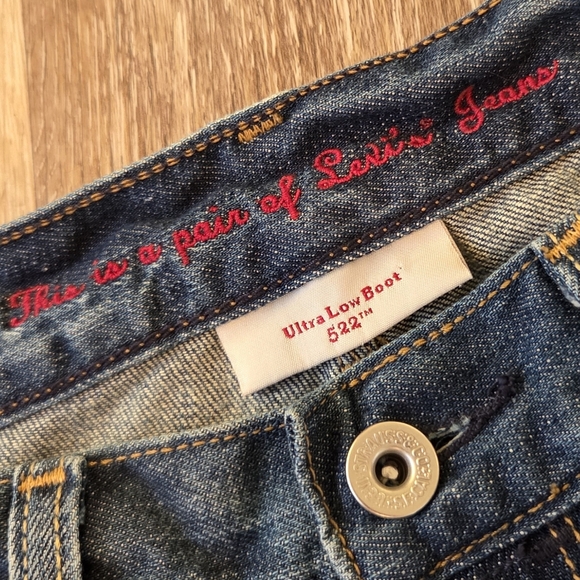 This is a pair of Levi's® Jeans
Ultra Low Boot
522™